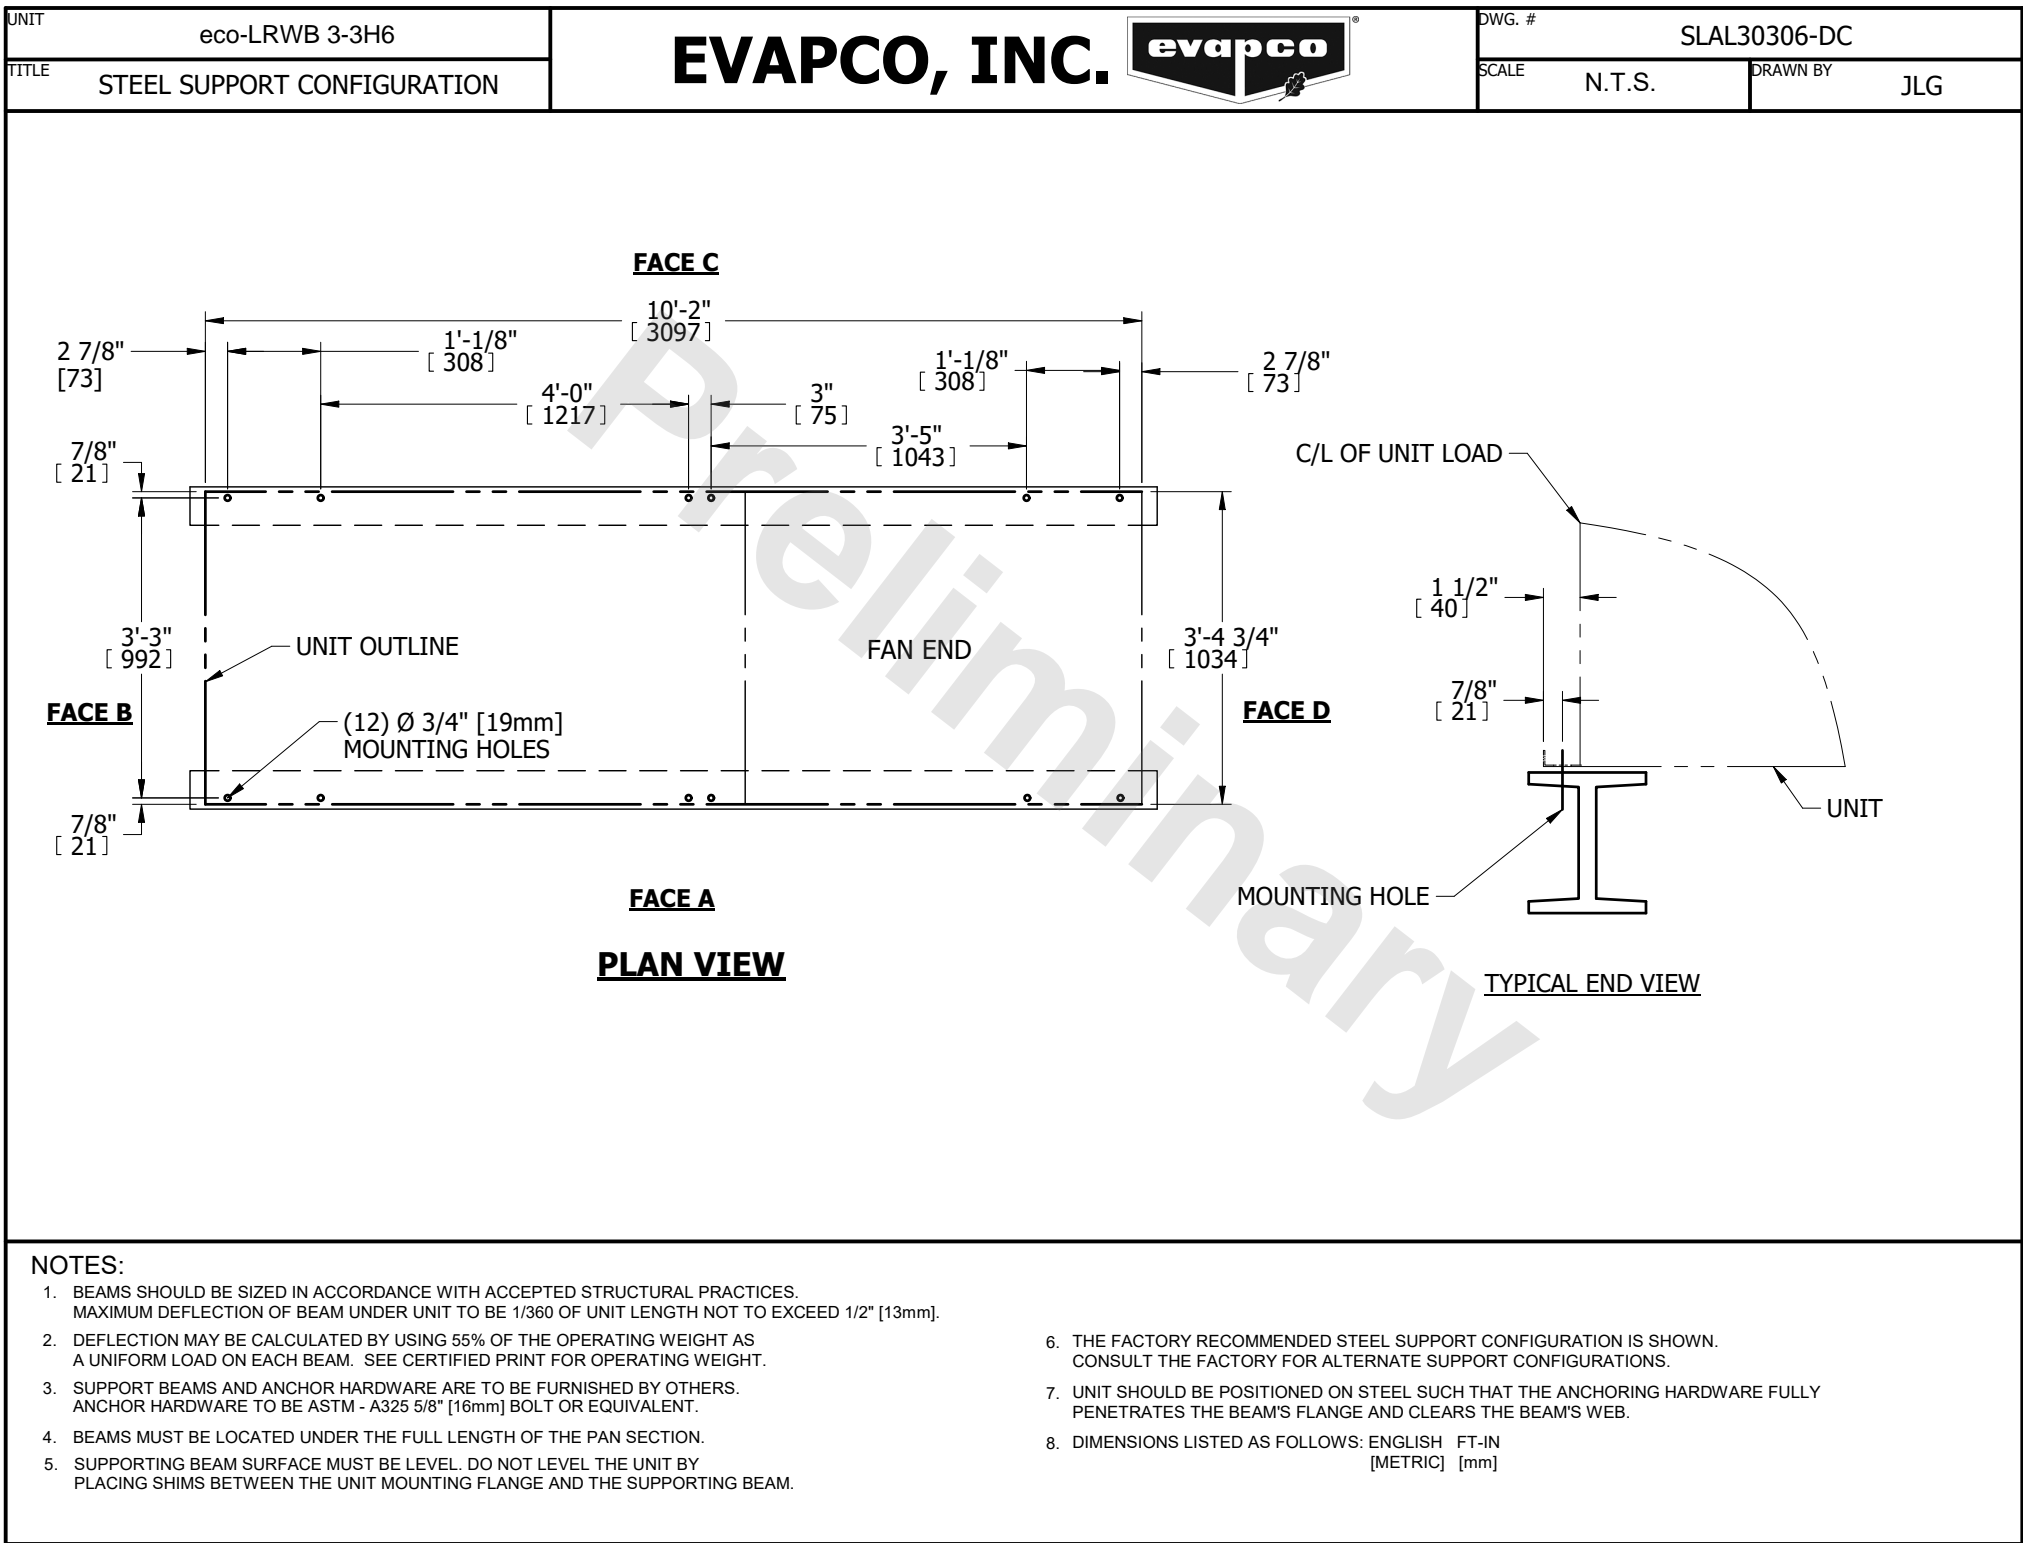 UNIT
eco-LRWB 3-3H6
TITLE
STEEL SUPPORT CONFIGURATION
EVAPCO, INC.
evapco
®
DWG. #
SLAL30306-DC
SCALE
N.T.S.
DRAWN BY
JLG
FACE C
10'-2"
[ 3097]
2 7/8"
[73]
1'-1/8"
[ 308]
1'-1/8"
[ 308]
2 7/8"
[ 73]
4'-0"
[ 1217]
3"
[ 75]
3'-5"
[ 1043]
7/8"
[ 21]
C/L OF UNIT LOAD
1 1/2"
[ 40]
3'-3"
[ 992]
UNIT OUTLINE
FAN END
3'-4 3/4"
[ 1034]
7/8"
[ 21]
FACE B
(12) Ø 3/4" [19mm]
MOUNTING HOLES
FACE D
7/8"
[ 21]
UNIT
FACE A
MOUNTING HOLE
PLAN VIEW
TYPICAL END VIEW
Preliminary
NOTES:
1. BEAMS SHOULD BE SIZED IN ACCORDANCE WITH ACCEPTED STRUCTURAL PRACTICES.
MAXIMUM DEFLECTION OF BEAM UNDER UNIT TO BE 1/360 OF UNIT LENGTH NOT TO EXCEED 1/2" [13mm].
2. DEFLECTION MAY BE CALCULATED BY USING 55% OF THE OPERATING WEIGHT AS
A UNIFORM LOAD ON EACH BEAM. SEE CERTIFIED PRINT FOR OPERATING WEIGHT.
3. SUPPORT BEAMS AND ANCHOR HARDWARE ARE TO BE FURNISHED BY OTHERS.
ANCHOR HARDWARE TO BE ASTM - A325 5/8" [16mm] BOLT OR EQUIVALENT.
4. BEAMS MUST BE LOCATED UNDER THE FULL LENGTH OF THE PAN SECTION.
5. SUPPORTING BEAM SURFACE MUST BE LEVEL. DO NOT LEVEL THE UNIT BY
PLACING SHIMS BETWEEN THE UNIT MOUNTING FLANGE AND THE SUPPORTING BEAM.
6. THE FACTORY RECOMMENDED STEEL SUPPORT CONFIGURATION IS SHOWN.
CONSULT THE FACTORY FOR ALTERNATE SUPPORT CONFIGURATIONS.
7. UNIT SHOULD BE POSITIONED ON STEEL SUCH THAT THE ANCHORING HARDWARE FULLY
PENETRATES THE BEAM'S FLANGE AND CLEARS THE BEAM'S WEB.
8. DIMENSIONS LISTED AS FOLLOWS: ENGLISH FT-IN
[METRIC] [mm]